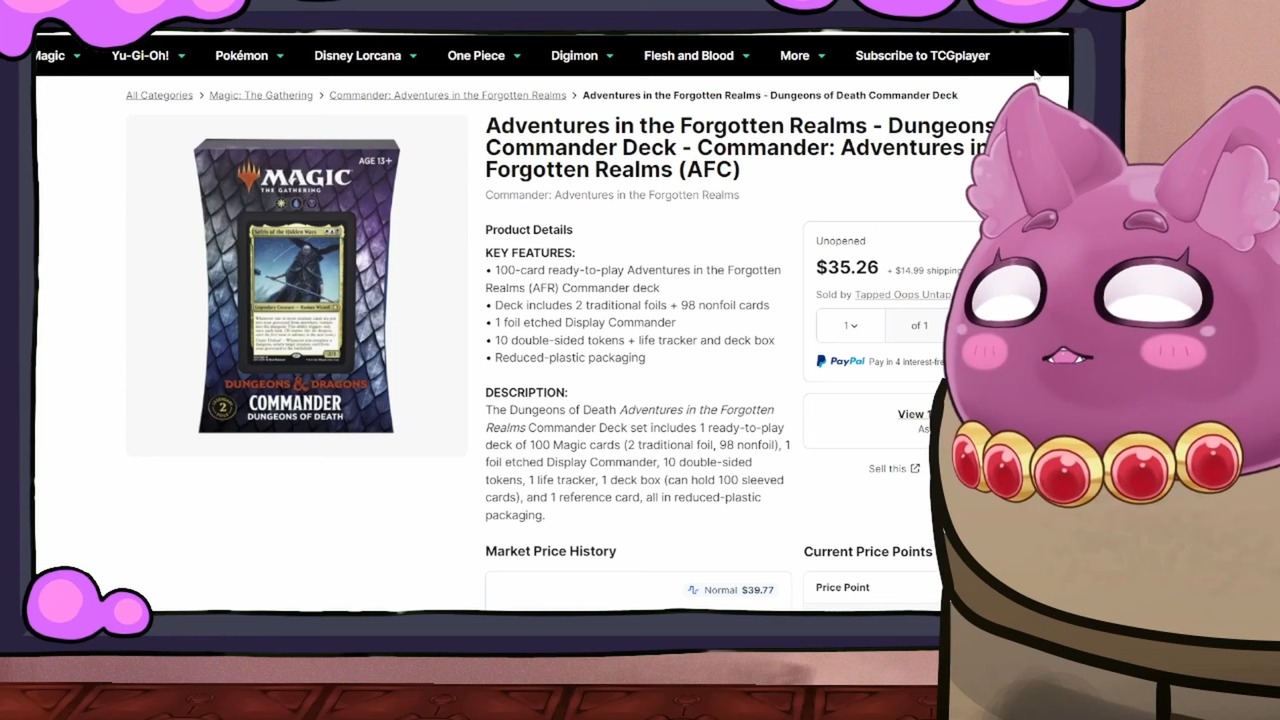 Magic Yu-Gi-Oh! Pokémon Disney Lorcana One Piece Digimon Flesh and Blood More Subscribe to TCGplayer
All Categories > Magic: The Gathering > Commander: Adventures in the Forgotten Realms > Adventures in the Forgotten Realms - Dungeons of Death Commander Deck
AGE 13+
MAGIC
THE GATHERING
Sefris of the Hidden Ways
DUNGEONS & DRAGONS
2
COMMANDER
DUNGEONS OF DEATH
Adventures in the Forgotten Realms - Dungeons
Commander Deck - Commander: Adventures in
Forgotten Realms (AFC)
Commander: Adventures in the Forgotten Realms
Product Details
KEY FEATURES:
• 100-card ready-to-play Adventures in the Forgotten
Realms (AFR) Commander deck
• Deck includes 2 traditional foils + 98 nonfoil cards
• 1 foil etched Display Commander
• 10 double-sided tokens + life tracker and deck box
• Reduced-plastic packaging
DESCRIPTION:
The Dungeons of Death Adventures in the Forgotten
Realms Commander Deck set includes 1 ready-to-play
deck of 100 Magic cards (2 traditional foil, 98 nonfoil), 1
foil etched Display Commander, 10 double-sided
tokens, 1 life tracker, 1 deck box (can hold 100 sleeved
cards), and 1 reference card, all in reduced-plastic
packaging.
Market Price History
Normal $39.77
Unopened
$35.26 + $14.99 shipping
Sold by Tapped Oops Untap
1 of 1
PayPal Pay in 4 interest-fre
View
As
Sell this
Current Price Points
Price Point